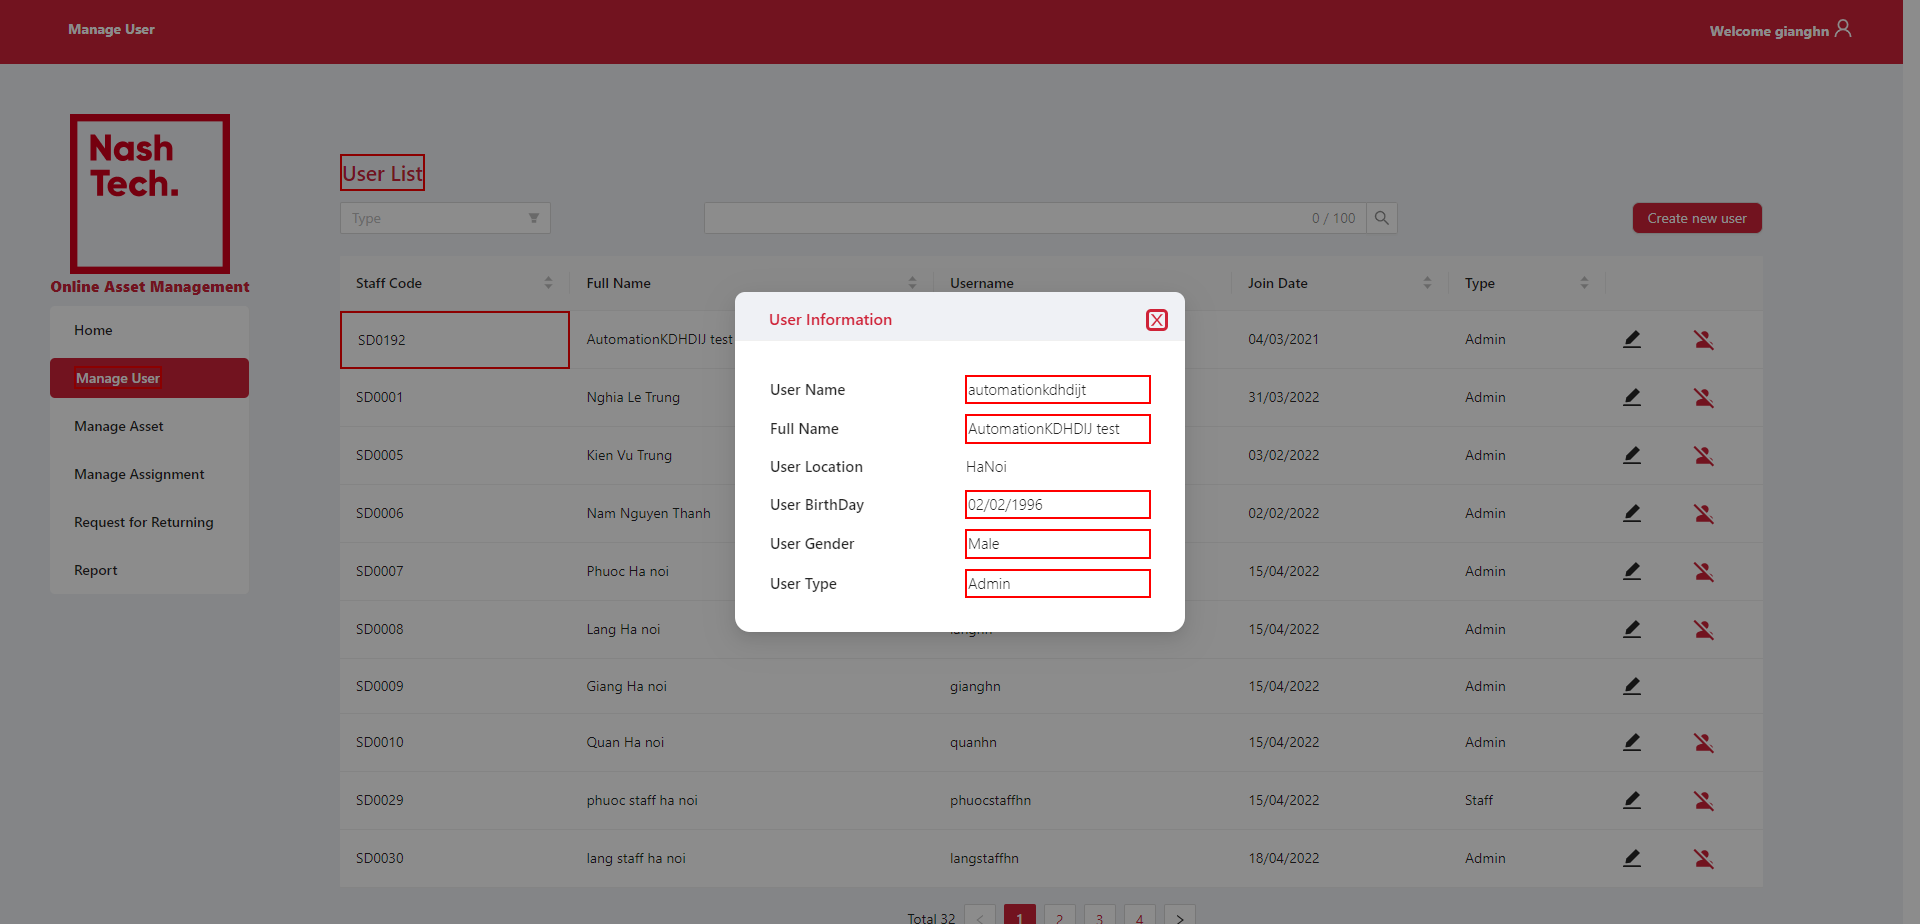 Manage User
Welcome gianghn
Nash
Tech.
Online Asset Management
Home
Manage User
Manage Asset
Manage Assignment
Request for Returning
Report
User List
Type
0 / 100
Create new user
Staff Code Full Name Username Join Date Type
SD0192 AutomationKDHDIJ test 04/03/2021 Admin
SD0001 Nghia Le Trung 31/03/2022 Admin
SD0005 Kien Vu Trung 03/02/2022 Admin
SD0006 Nam Nguyen Thanh 02/02/2022 Admin
SD0007 Phuoc Ha noi 15/04/2022 Admin
SD0008 Lang Ha noi 15/04/2022 Admin
SD0009 Giang Ha noi gianghn 15/04/2022 Admin
SD0010 Quan Ha noi quanhn 15/04/2022 Admin
SD0029 phuoc staff ha noi phuocstaffhn 15/04/2022 Staff
SD0030 lang staff ha noi langstaffhn 18/04/2022 Admin
Total 32 < 1 2 3 4 >
User Information
User Name automationkdhdijt
Full Name AutomationKDHDIJ test
User Location HaNoi
User BirthDay 02/02/1996
User Gender Male
User Type Admin